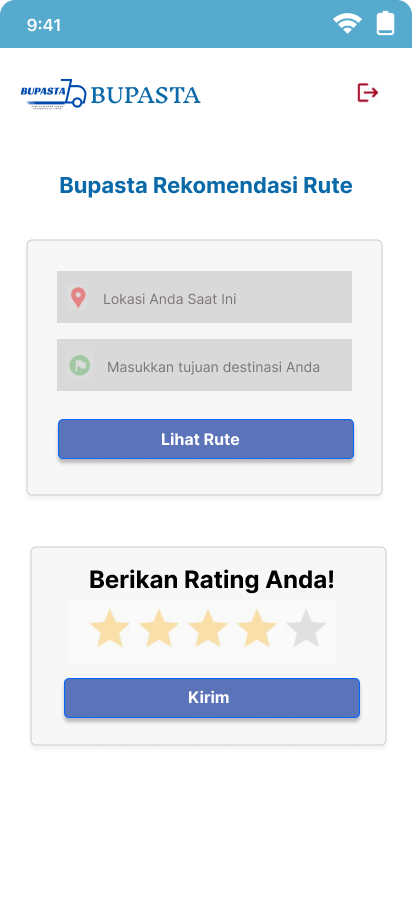 9:41
BUPASTA BUPASTA
Bupasta Rekomendasi Rute
Lokasi Anda Saat Ini
Masukkan tujuan destinasi Anda
Lihat Rute
Berikan Rating Anda!
Kirim